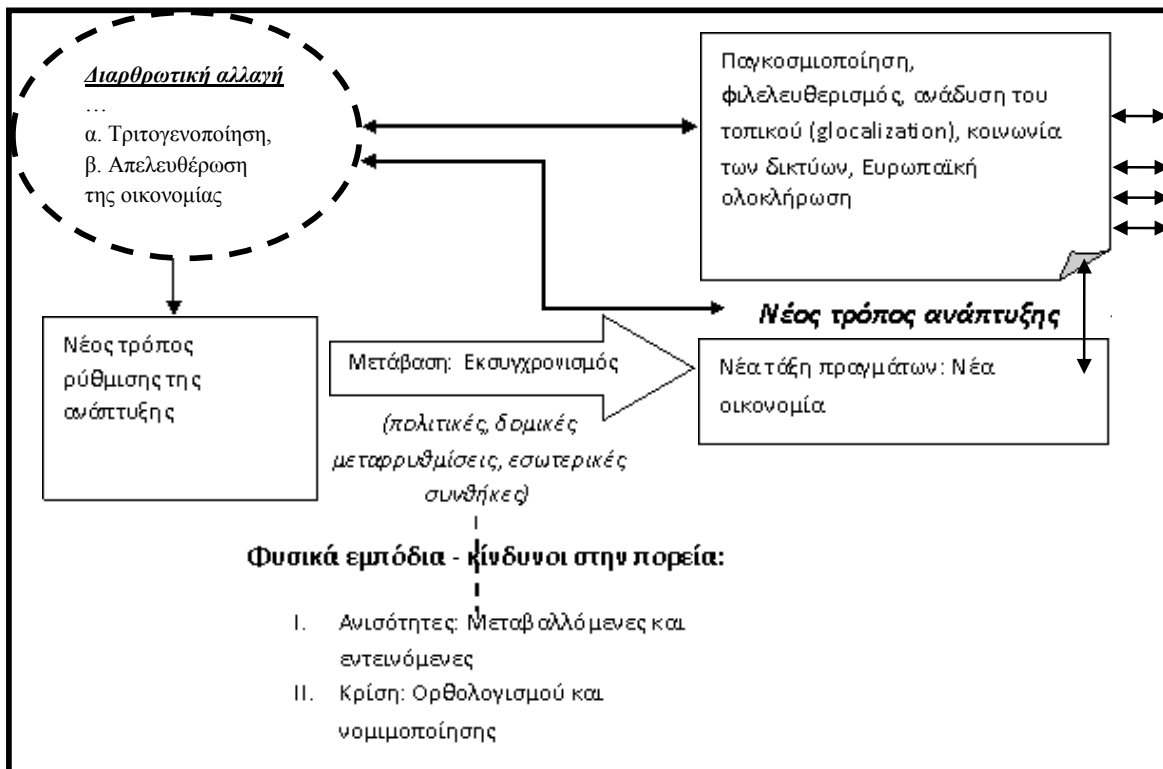 Διαρθρωτική αλλαγή
…
α. Τριτογενοποίηση,
β. Απελευθέρωση
της οικονομίας
Παγκοσμιοποίηση,
φιλελευθερισμός, ανάδυση του
τοπικού (glocalization), κοινωνία
των δικτύων, Ευρωπαϊκή
ολοκλήρωση
Νέος τρόπος ανάπτυξης
Νέος τρόπος
ρύθμισης της
ανάπτυξης
Μετάβαση: Εκσυγχρονισμός
Νέα τάξη πραγμάτων: Νέα
οικονομία
(πολιτικές, δομικές
μεταρρυθμίσεις, εσωτερικές
συνθήκες)
Φυσικά εμπόδια - κίνδυνοι στην πορεία:
I. Ανισότητες: Μεταβαλλόμενες και
εντεινόμενες
II. Κρίση: Ορθολογισμού και
νομιμοποίησης